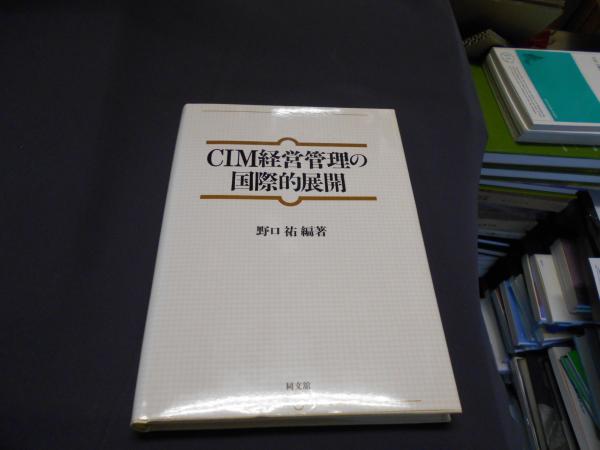 CIM経営管理の
国際的展開
野口 祐 編著
同文舘